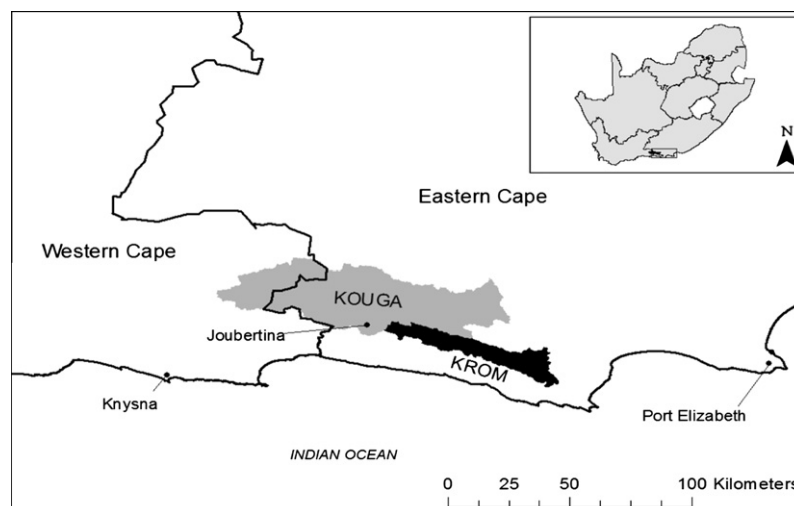 N
Eastern Cape
Western Cape
KOUGA
Joubertina
KROM
Knysna
Port Elizabeth
INDIAN OCEAN
0 25 50 100 Kilometers